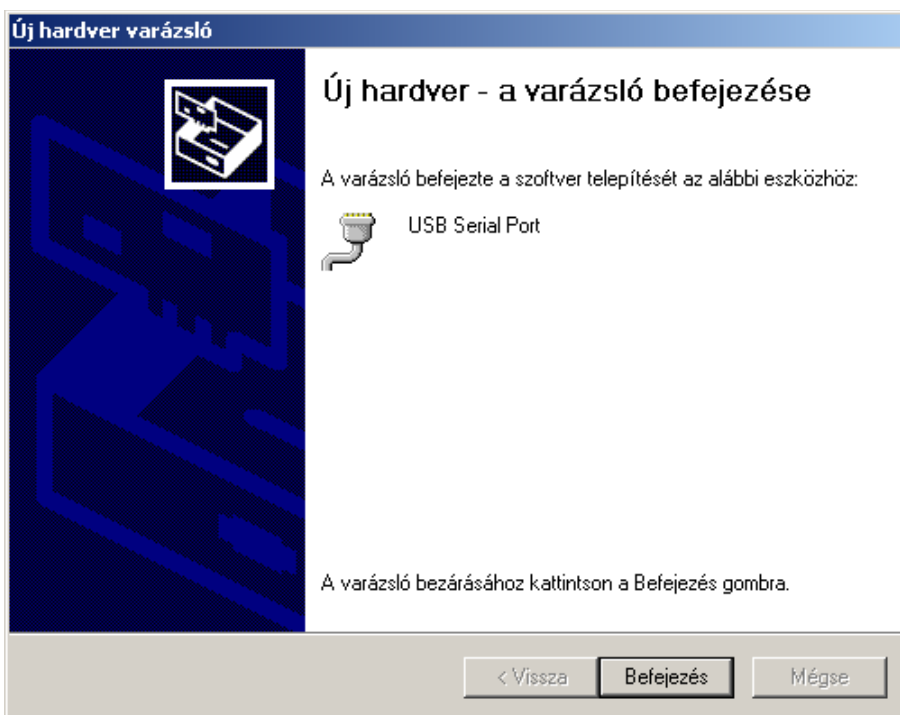 Új hardver varázsló
Új hardver - a varázsló befejezése
A varázsló befejezte a szoftver telepítését az alábbi eszközhöz:
USB Serial Port
A varázsló bezárásához kattintson a Befejezés gombra.
< Vissza
Befejezés
Mégse